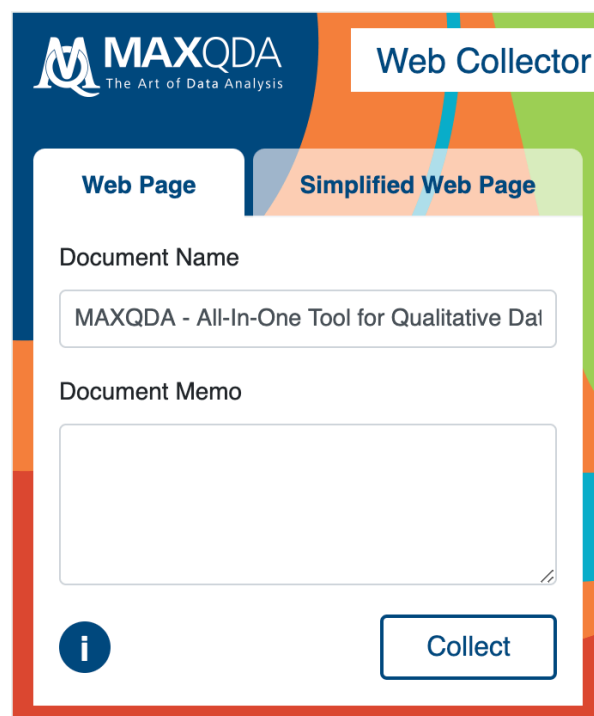 MAXQDA
The Art of Data Analysis
Web Collector
Web Page
Simplified Web Page
Document Name
MAXQDA - All-In-One Tool for Qualitative Dat
Document Memo
i
Collect